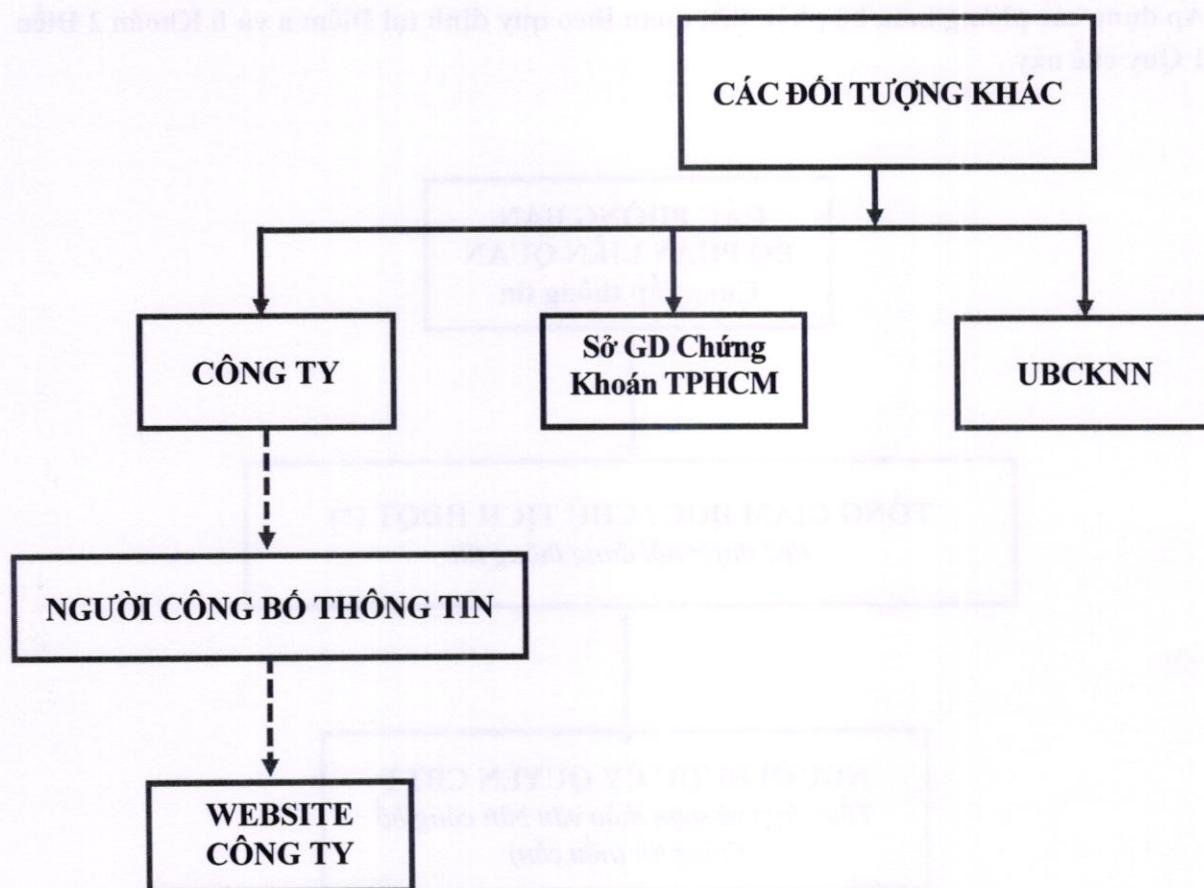 CÁC ĐỐI TƯỢNG KHÁC
CÔNG TY
Sở GD Chứng
Khoán TPHCM
UBCKNN
NGƯỜI CÔNG BỐ THÔNG TIN
WEBSITE
CÔNG TY